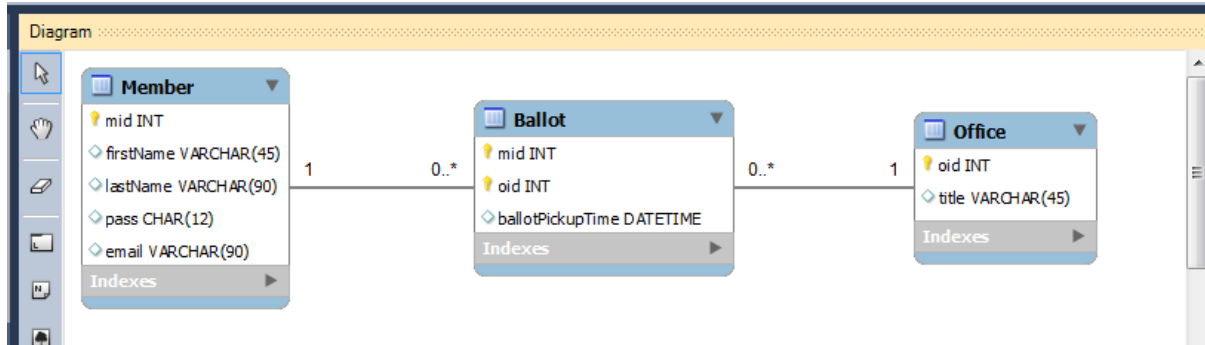 Diagram
Member
mid INT
firstName VARCHAR(45)
lastName VARCHAR(90)
pass CHAR(12)
email VARCHAR(90)
Indexes
1
0..*
Ballot
mid INT
oid INT
ballotPickupTime DATETIME
Indexes
0..*
1
Office
oid INT
title VARCHAR(45)
Indexes